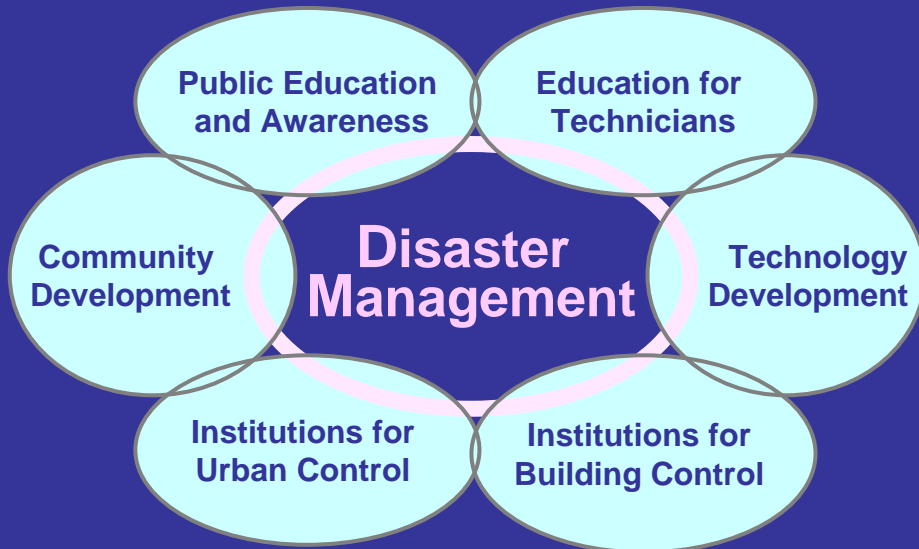 Public Education
and Awareness
Education for
Technicians
Community
Development
Disaster
Management
Technology
Development
Institutions for
Urban Control
Institutions for
Building Control